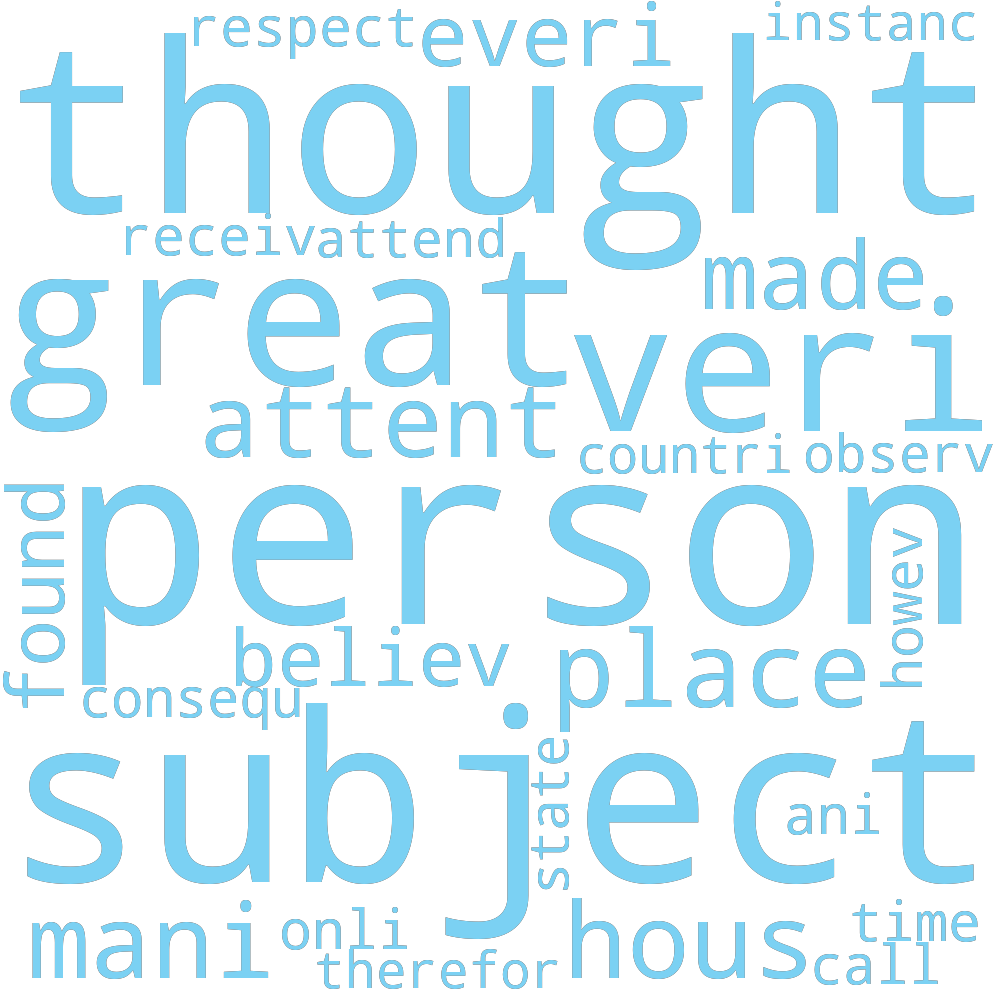 respect everi instanc
thought
receiv attend
made
great
veri
attent
countri observ
person
found
howev
believ
place
consequ
subject
state
ani
mani onli hous time
therefor call